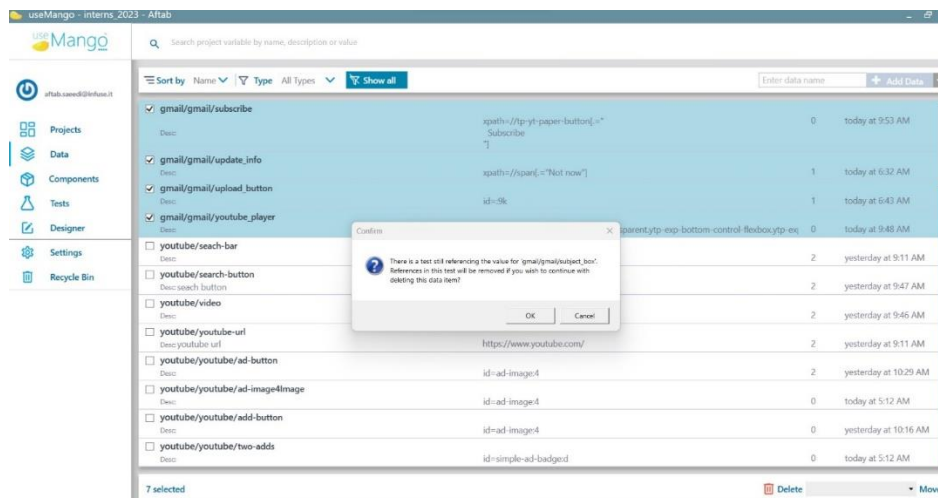 useMango - interns_2023 - Aftab
useMango
Search project variable by name, description or value
aftab.saeedi@infuse.it
Projects
Data
Components
Tests
Designer
Settings
Recycle Bin
Sort by Name Type All Types Show all
Enter data name
+ Add Data
gmail/gmail/subscribe
Desc:
xpath=//tp-yt-paper-button[.="
Subscribe
"]
0 today at 9:53 AM
gmail/gmail/update_info
Desc:
xpath=//span[.="Not now"]
1 today at 6:32 AM
gmail/gmail/upload_button
Desc:
id=:9k
1 today at 6:43 AM
gmail/gmail/youtube_player
Desc:
parent.ytp-exp-bottom-control-flexbox.ytp-exp
0 today at 9:48 AM
youtube/seach-bar
Desc:
2 yesterday at 9:11 AM
youtube/search-button
Desc: seach button
2 yesterday at 9:47 AM
youtube/video
Desc:
2 yesterday at 9:46 AM
youtube/youtube-url
Desc: youtube url
https://www.youtube.com/
2 yesterday at 9:11 AM
youtube/youtube/ad-button
Desc:
id=ad-image:4
2 yesterday at 10:29 AM
youtube/youtube/ad-image4Image
Desc:
id=ad-image:4
0 today at 5:12 AM
youtube/youtube/add-button
Desc:
id=ad-image:4
0 yesterday at 10:16 AM
youtube/youtube/two-adds
Desc:
id=simple-ad-badge:d
0 today at 5:12 AM
Confirm
There is a test still referencing the value for 'gmail/gmail/subject_box'.
References in this test will be removed if you wish to continue with
deleting this data item?
OK Cancel
7 selected
Delete
Move